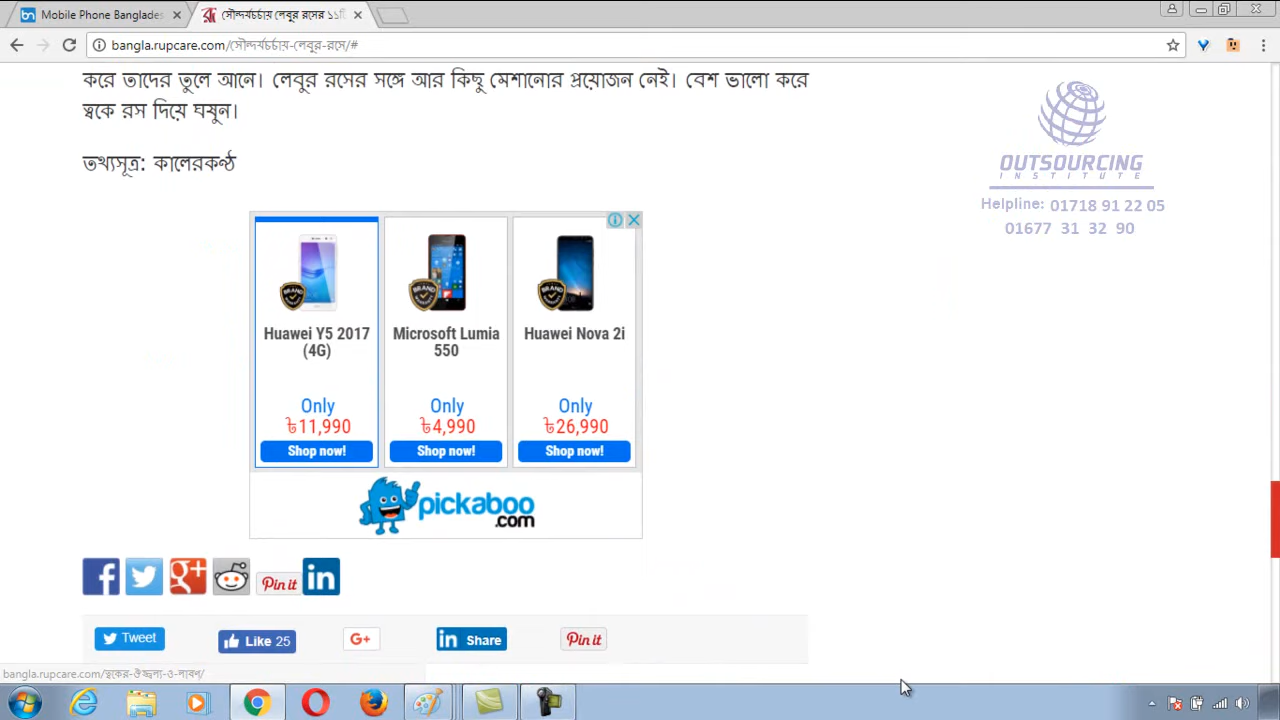 Mobile Phone Banglades
সৌন্দর্যচর্চায় লেবুর রসের ১১টি
bangla.rupcare.com/সৌন্দর্যচর্চায়-লেবুর-রসে/#
করে তাদের তুলে আনে। লেবুর রসের সঙ্গে আর কিছু মেশানোর প্রয়োজন নেই। বেশ ভালো করে
ত্বকে রস দিয়ে ঘষুন।
তথ্যসূত্র: কালেরকণ্ঠ
OUTSOURCING
INSTITUTE
Helpline: 01718 91 22 05
01677 31 32 90
Huawei Y5 2017
(4G)
Only
৳11,990
Shop now!
Microsoft Lumia
550
Only
৳4,990
Shop now!
Huawei Nova 2i
Only
৳26,990
Shop now!
pickaboo
.com
Pin it
Tweet
Like 25
G+
in Share
Pin it
bangla.rupcare.com/ত্বকের-ঔজ্জ্বল্য-ও-লাবণ্য/